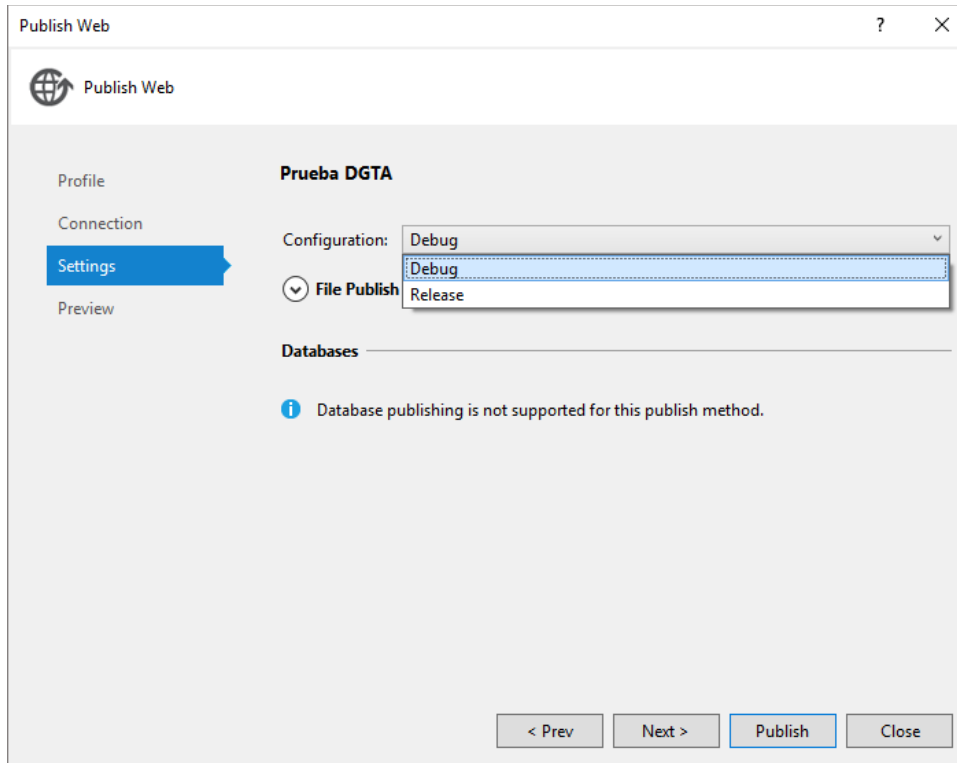 Publish Web
?
Publish Web
Profile
Connection
Settings
Preview
Prueba DGTA
Configuration: Debug
Debug
Release
File Publish
Databases
Database publishing is not supported for this publish method.
< Prev
Next >
Publish
Close